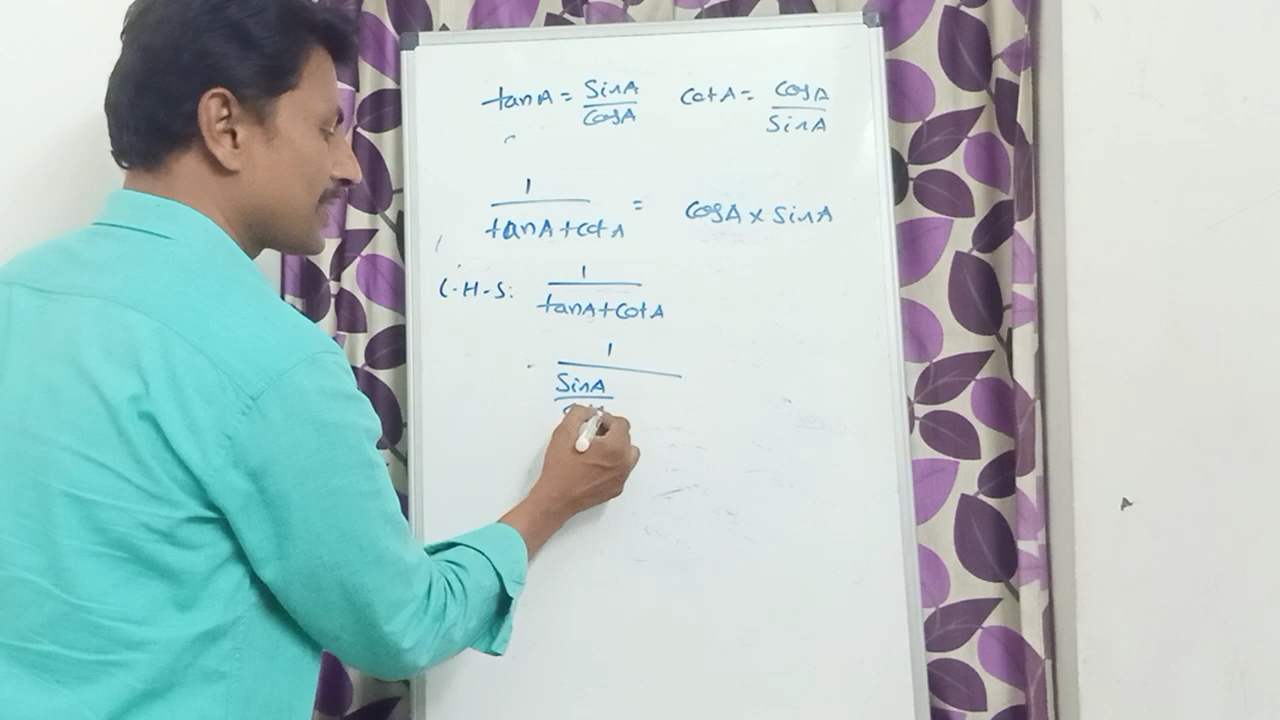 tanA = SinA/CosA   CotA = CosA/SinA
1/(tanA+CotA) = CosA × SinA
L-H-S: 1/(tanA+CotA)
1/(SinA/